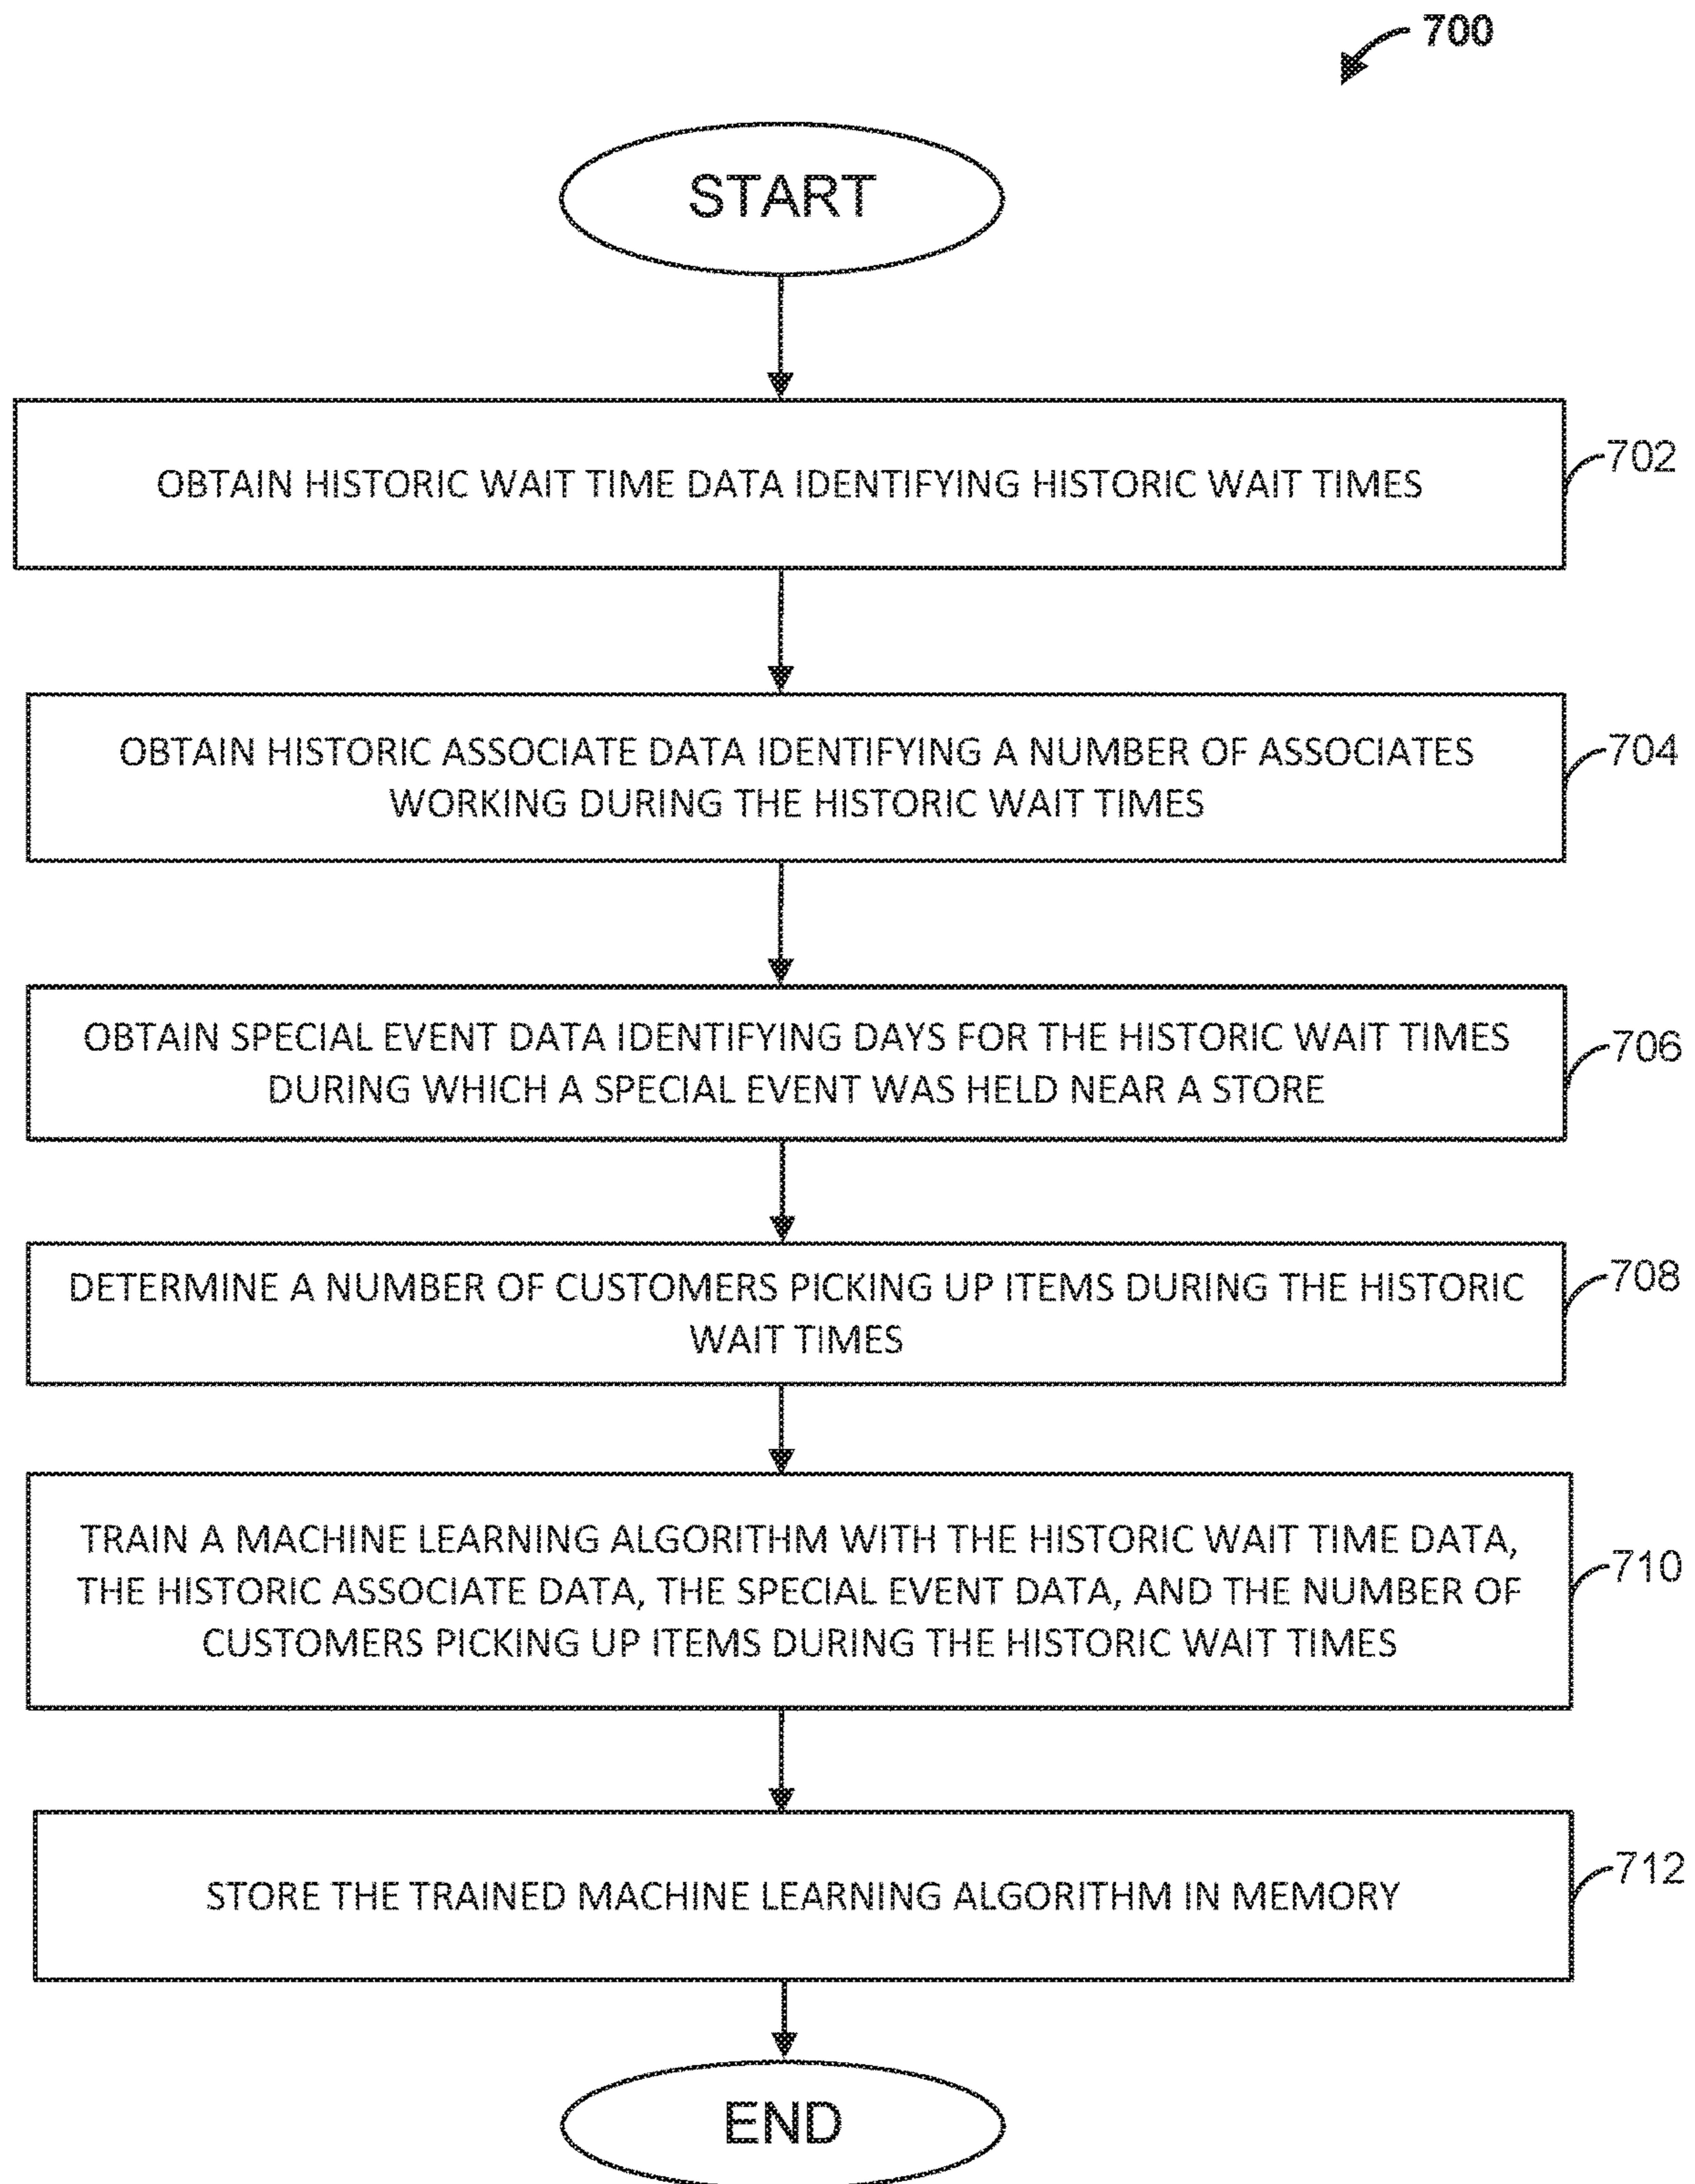 700
START
OBTAIN HISTORIC WAIT TIME DATA IDENTIFYING HISTORIC WAIT TIMES
702
OBTAIN HISTORIC ASSOCIATE DATA IDENTIFYING A NUMBER OF ASSOCIATES
WORKING DURING THE HISTORIC WAIT TIMES
704
OBTAIN SPECIAL EVENT DATA IDENTIFYING DAYS FOR THE HISTORIC WAIT TIMES
DURING WHICH A SPECIAL EVENT WAS HELD NEAR A STORE
706
DETERMINE A NUMBER OF CUSTOMERS PICKING UP ITEMS DURING THE HISTORIC
WAIT TIMES
708
TRAIN A MACHINE LEARNING ALGORITHM WITH THE HISTORIC WAIT TIME DATA,
THE HISTORIC ASSOCIATE DATA, THE SPECIAL EVENT DATA, AND THE NUMBER OF
CUSTOMERS PICKING UP ITEMS DURING THE HISTORIC WAIT TIMES
710
STORE THE TRAINED MACHINE LEARNING ALGORITHM IN MEMORY
712
END